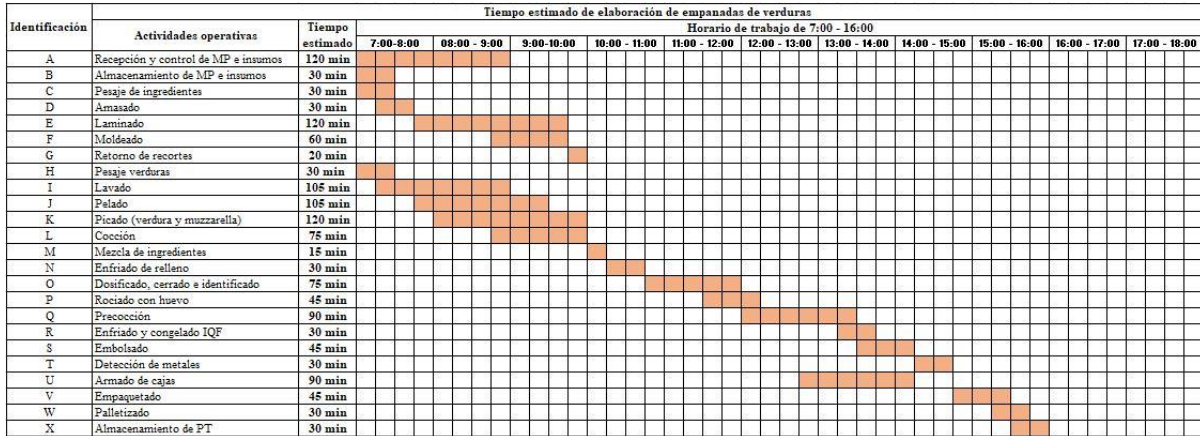 Tiempo estimado de elaboración de empanadas de verduras
Identificación Actividades operativas Tiempo estimado Horario de trabajo de 7:00 - 16:00
7:00-8:00 08:00 - 9:00 9:00-10:00 10:00 - 11:00 11:00 - 12:00 12:00 - 13:00 13:00 - 14:00 14:00 - 15:00 15:00 - 16:00 16:00 - 17:00 17:00 - 18:00
A Recepción y control de MP e insumos 120 min
B Almacenamiento de MP e insumos 30 min
C Pesaje de ingredientes 30 min
D Amasado 30 min
E Laminado 120 min
F Moldeado 60 min
G Retorno de recortes 20 min
H Pesaje verduras 30 min
I Lavado 105 min
J Pelado 105 min
K Picado (verdura y muzzarella) 120 min
L Cocción 75 min
M Mezcla de ingredientes 15 min
N Enfriado de relleno 30 min
O Dosificado, cerrado e identificado 75 min
P Rociado con huevo 45 min
Q Precocción 90 min
R Enfriado y congelado IQF 30 min
S Embolsado 45 min
T Detección de metales 30 min
U Armado de cajas 90 min
V Empaquetado 45 min
W Palletizado 30 min
X Almacenamiento de PT 30 min